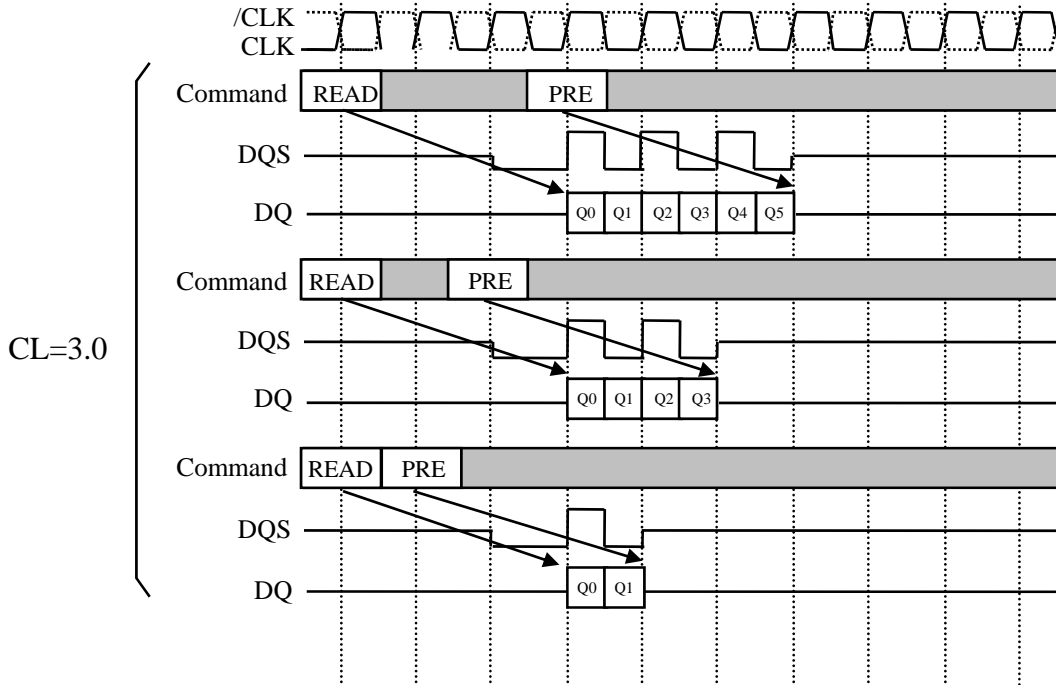 /CLK
CLK
Command READ PRE
DQS
DQ Q0 Q1 Q2 Q3 Q4 Q5
Command READ PRE
CL=3.0
DQS
DQ Q0 Q1 Q2 Q3
Command READ PRE
DQS
DQ Q0 Q1